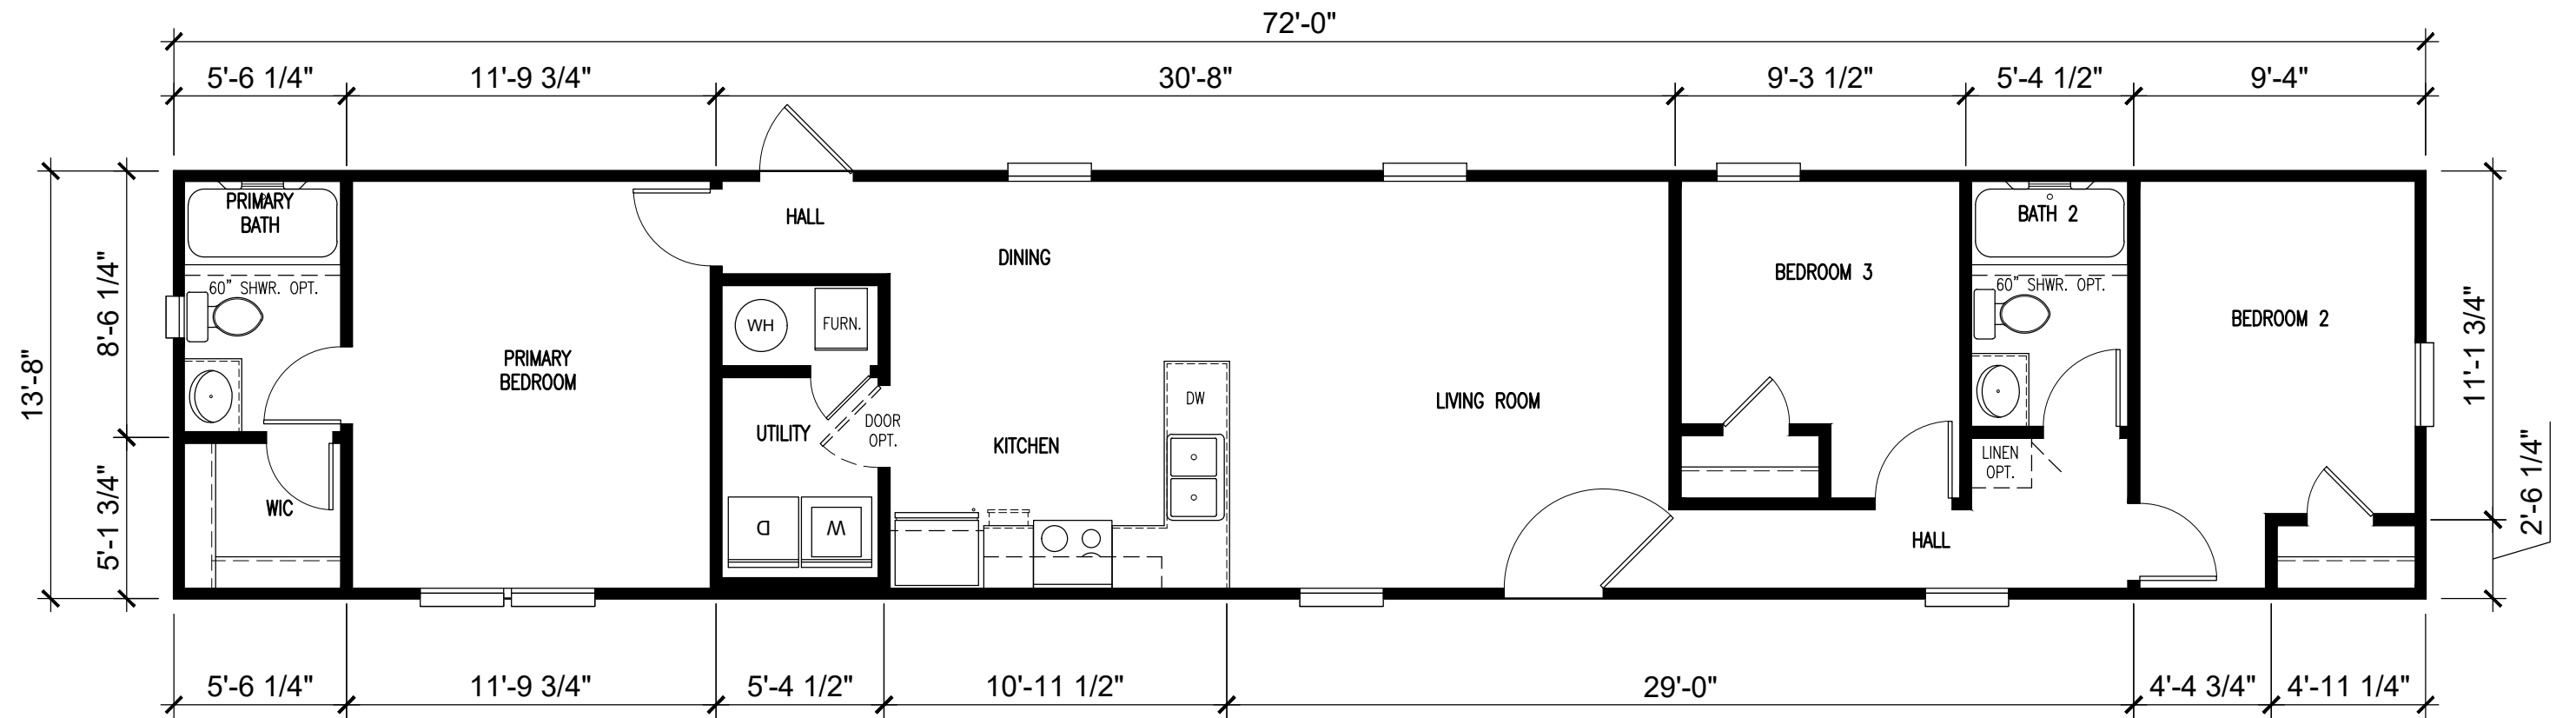 72'-0"
5'-6 1/4"
11'-9 3/4"
30'-8"
9'-3 1/2"
5'-4 1/2"
9'-4"
13'-8"
8'-6 1/4"
5'-1 3/4"
PRIMARY
BATH
60" SHWR. OPT.
WIC
PRIMARY
BEDROOM
HALL
WH
FURN.
UTILITY
DOOR
OPT.
D
W
DINING
KITCHEN
DW
LIVING ROOM
BEDROOM 3
BATH 2
60" SHWR. OPT.
LINEN
OPT.
HALL
BEDROOM 2
11'-1 3/4"
2'-6 1/4"
5'-6 1/4"
11'-9 3/4"
5'-4 1/2"
10'-11 1/2"
29'-0"
4'-4 3/4"
4'-11 1/4"